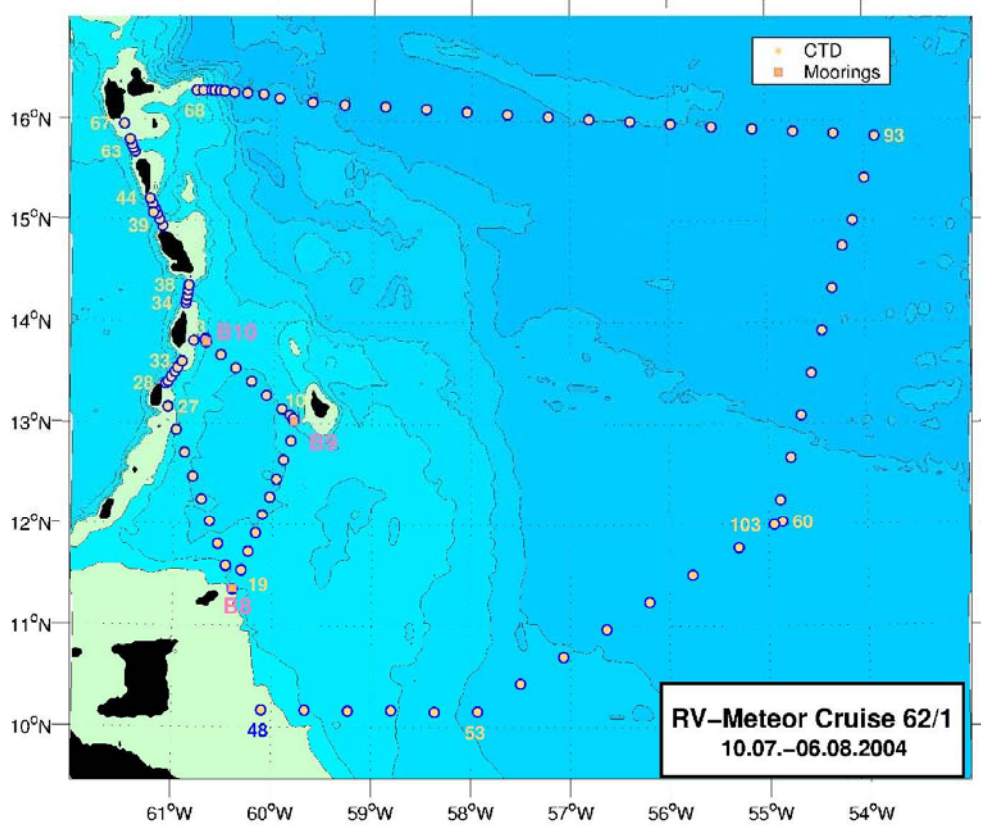 CTD
Moorings
16°N
15°N
14°N
13°N
12°N
11°N
10°N
68
67
63
93
44
39
38
34
B10
33
28
10
27
B9
103
60
19
B8
48
53
RV-Meteor Cruise 62/1
10.07.-06.08.2004
61°W 60°W 59°W 58°W 57°W 56°W 55°W 54°W